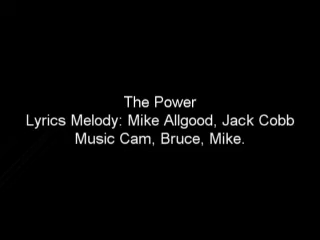 The Power
Lyrics Melody: Mike Allgood, Jack Cobb
Music Cam, Bruce, Mike.